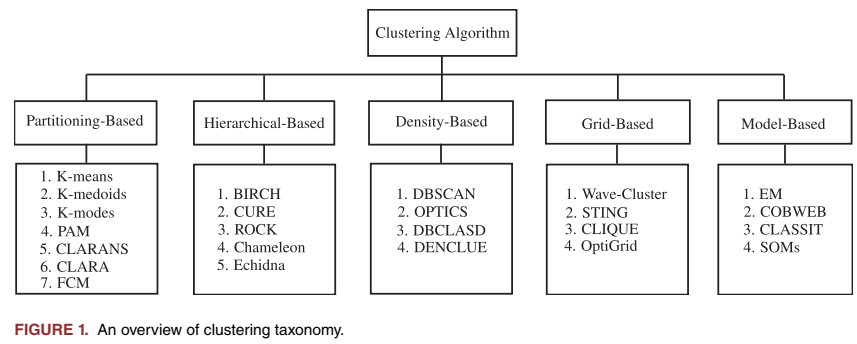 Clustering Algorithm
Partitioning-Based
Hierarchical-Based
Density-Based
Grid-Based
Model-Based
1. K-means
2. K-medoids
3. K-modes
4. PAM
5. CLARANS
6. CLARA
7. FCM
1. BIRCH
2. CURE
3. ROCK
4. Chameleon
5. Echidna
1. DBSCAN
2. OPTICS
3. DBCLASD
4. DENCLUE
1. Wave-Cluster
2. STING
3. CLIQUE
4. OptiGrid
1. EM
2. COBWEB
3. CLASSIT
4. SOMs
FIGURE 1. An overview of clustering taxonomy.